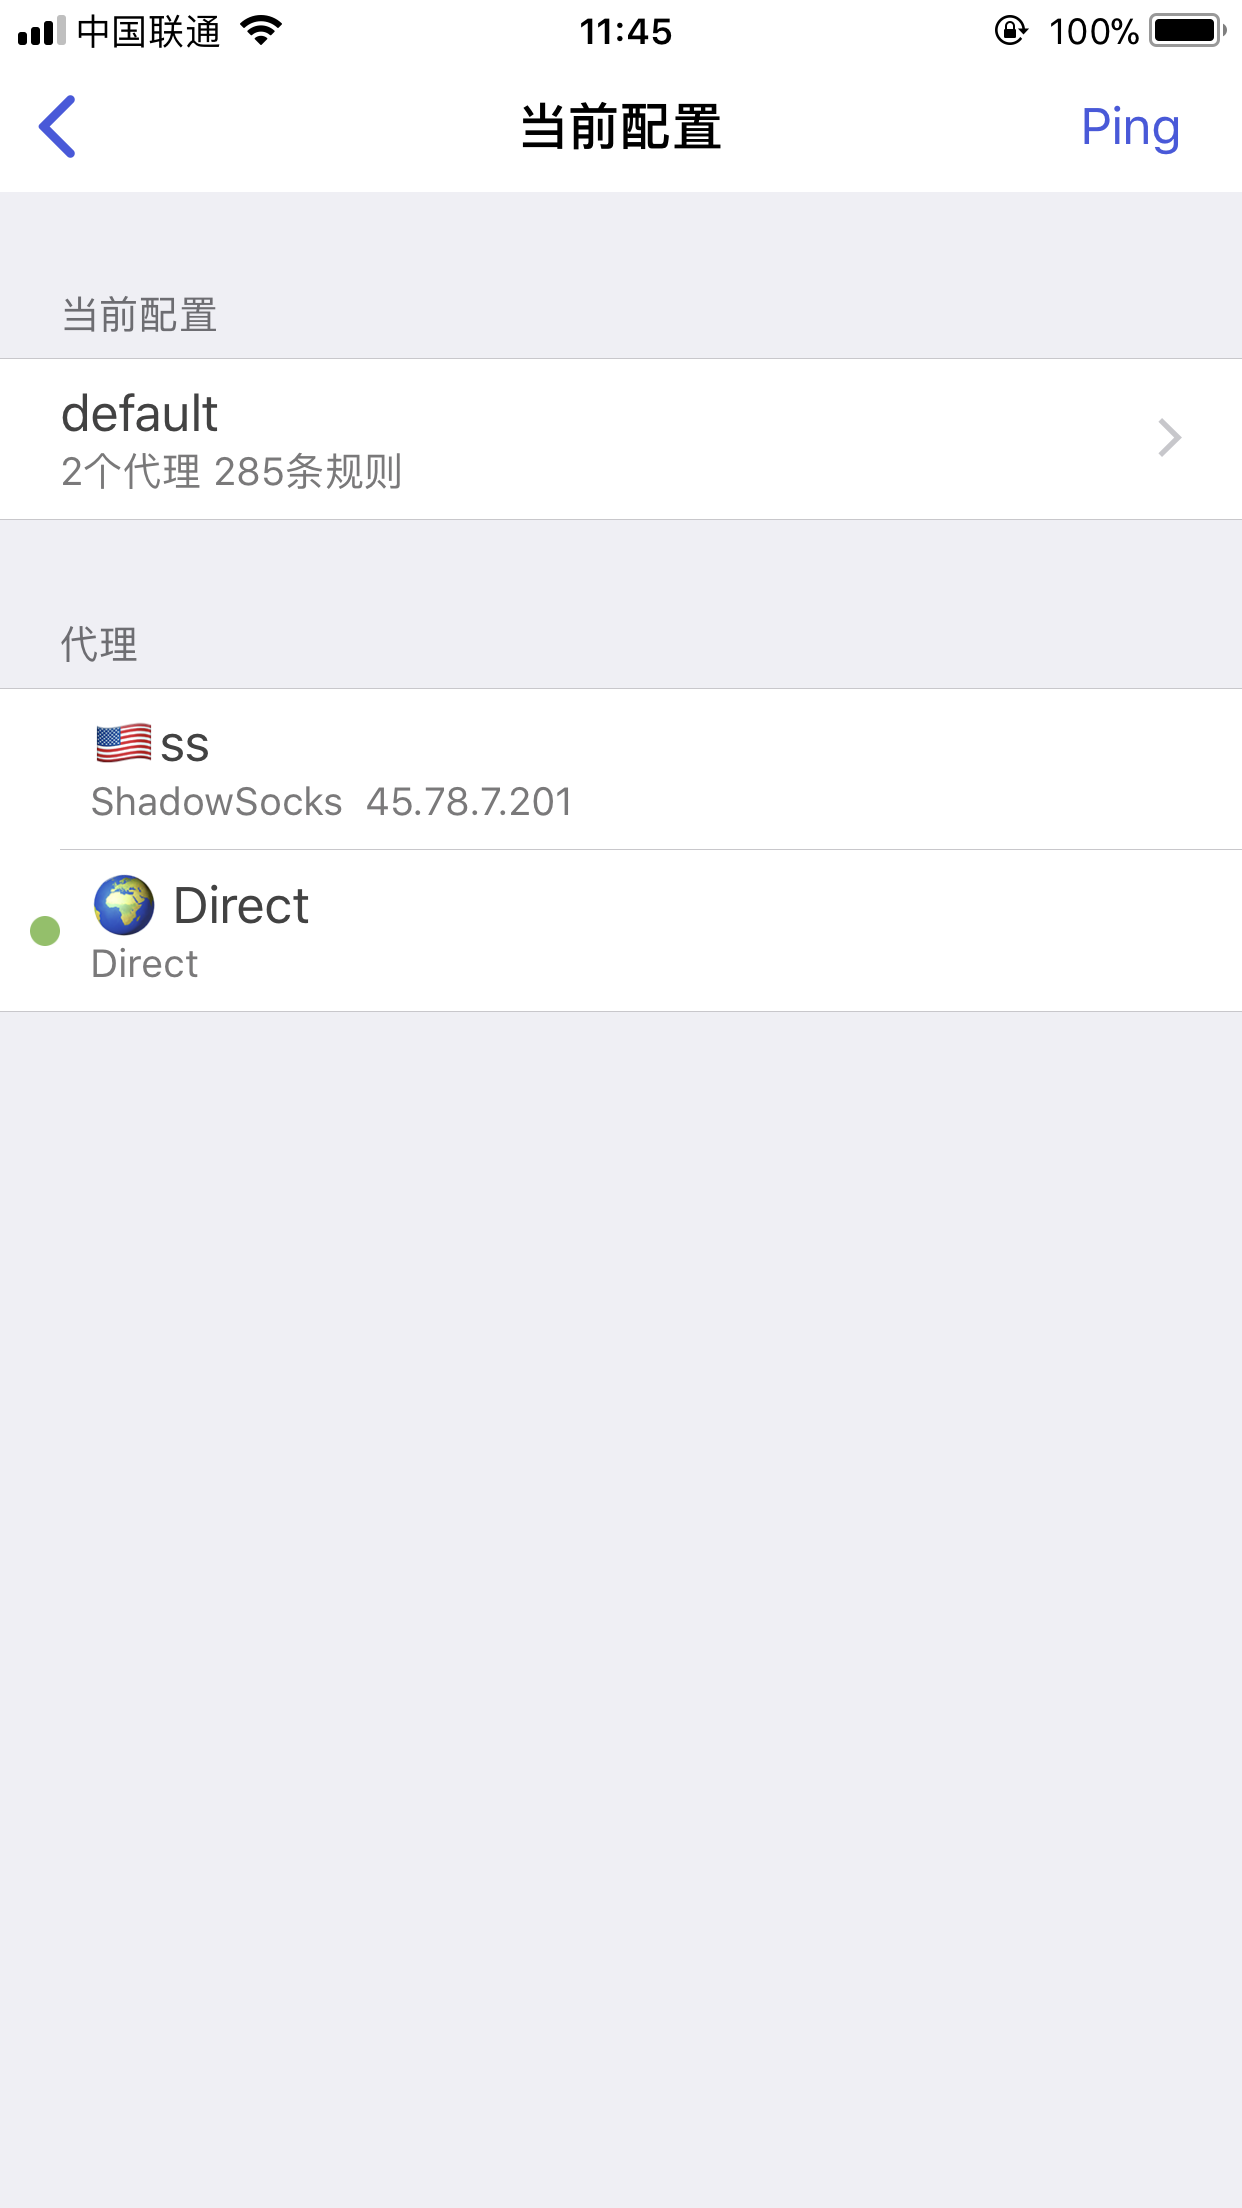 中国联通 11:45 100%
当前配置 Ping
当前配置
default
2个代理 285条规则
代理
🇺🇸ss
ShadowSocks 45.78.7.201
🌍 Direct
Direct